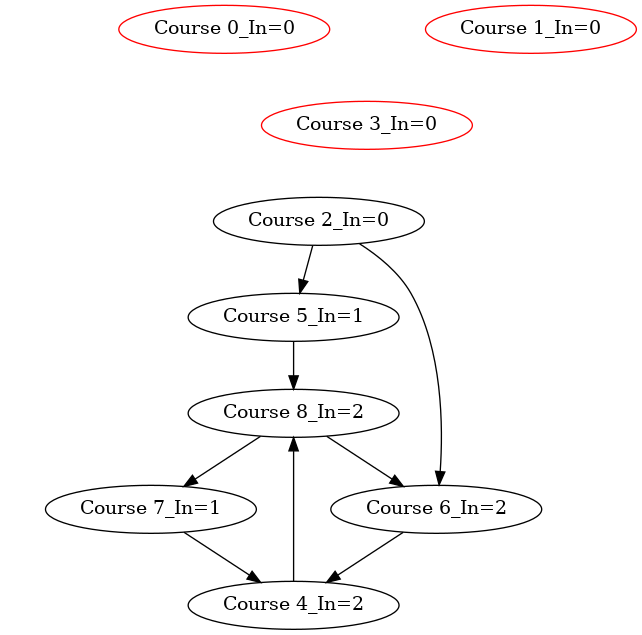 Course 0_In=0
Course 1_In=0
Course 3_In=0
Course 2_In=0
Course 5_In=1
Course 8_In=2
Course 7_In=1
Course 6_In=2
Course 4_In=2